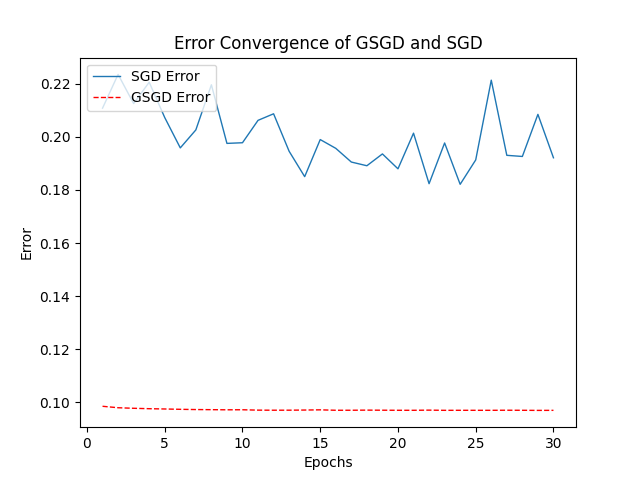 Error Convergence of GSGD and SGD
SGD Error
GSGD Error
Error
0.22
0.20
0.18
0.16
0.14
0.12
0.10
0 5 10 15 20 25 30
Epochs